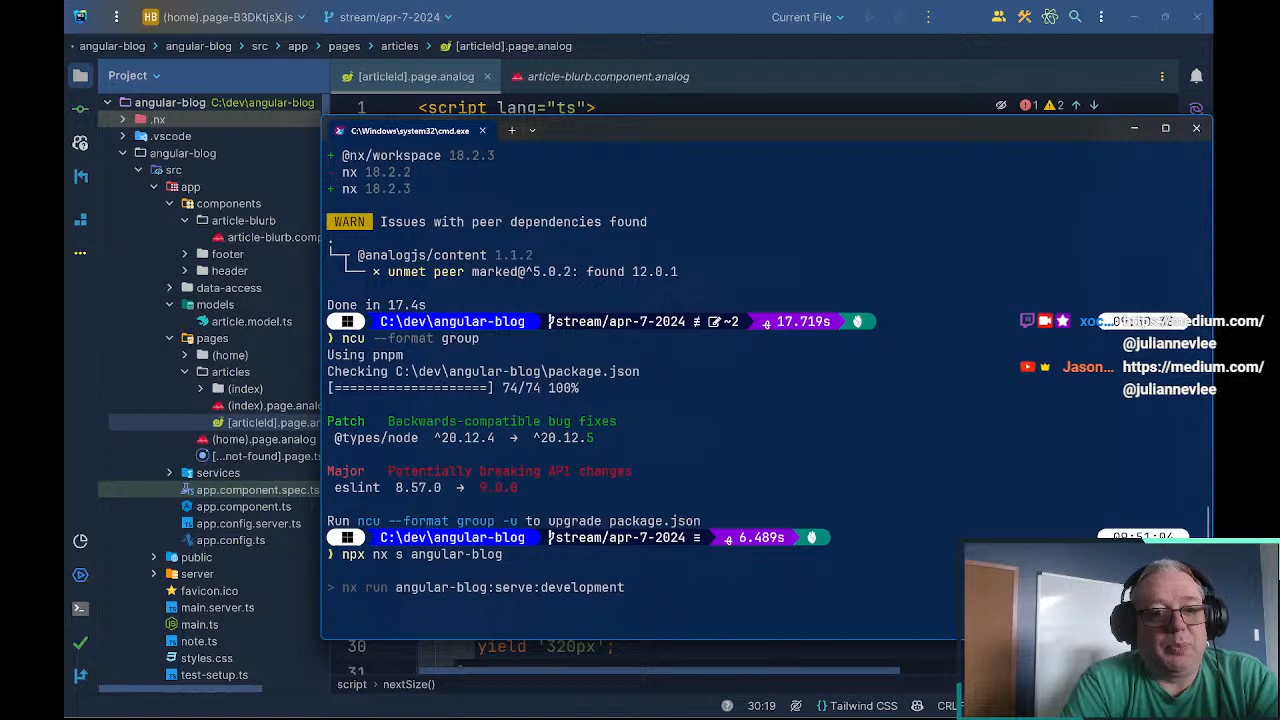 HB (home).page-B3DKtjsX.js
stream/apr-7-2024
Current File
angular-blog > angular-blog > src > app > pages > articles > [articleId].page.analog
Project
[articleId].page.analog
article-blurb.component.analog
angular-blog C:\dev\angular-blog
1 <script lang="ts">
1 2
.nx
.vscode
angular-blog
src
app
components
article-blurb
article-blurb.comp
footer
header
data-access
models
article.model.ts
pages
(home)
articles
(index)
(index).page.analo
[articleId].page.an
(home).page.analog
[...not-found].page.ts
services
app.component.spec.ts
app.component.ts
app.config.server.ts
app.config.ts
public
server
favicon.ico
main.server.ts
main.ts
note.ts
styles.css
test-setup.ts
C:\Windows\system32\cmd.exe
+ @nx/workspace 18.2.3
- nx 18.2.2
+ nx 18.2.3
WARN Issues with peer dependencies found
.
└─┬ @analogjs/content 1.1.2
└── × unmet peer marked@^5.0.2: found 12.0.1
Done in 17.4s
C:\dev\angular-blog stream/apr-7-2024 ≢ ~2 17.719s
❯ ncu --format group
Using pnpm
Checking C:\dev\angular-blog\package.json
[====================] 74/74 100%
Patch Backwards-compatible bug fixes
@types/node ^20.12.4 → ^20.12.5
Major Potentially breaking API changes
eslint 8.57.0 → 9.0.0
Run ncu --format group -u to upgrade package.json
C:\dev\angular-blog stream/apr-7-2024 ≡ 6.489s
09:51:04
❯ npx nx s angular-blog
> nx run angular-blog:serve:development
xoc... https://medium.com/
@juliannevlee
Jason... https://medium.com/
@juliannevlee
30 yield '320px';
31
script > nextSize()
30:19 Tailwind CSS CRL